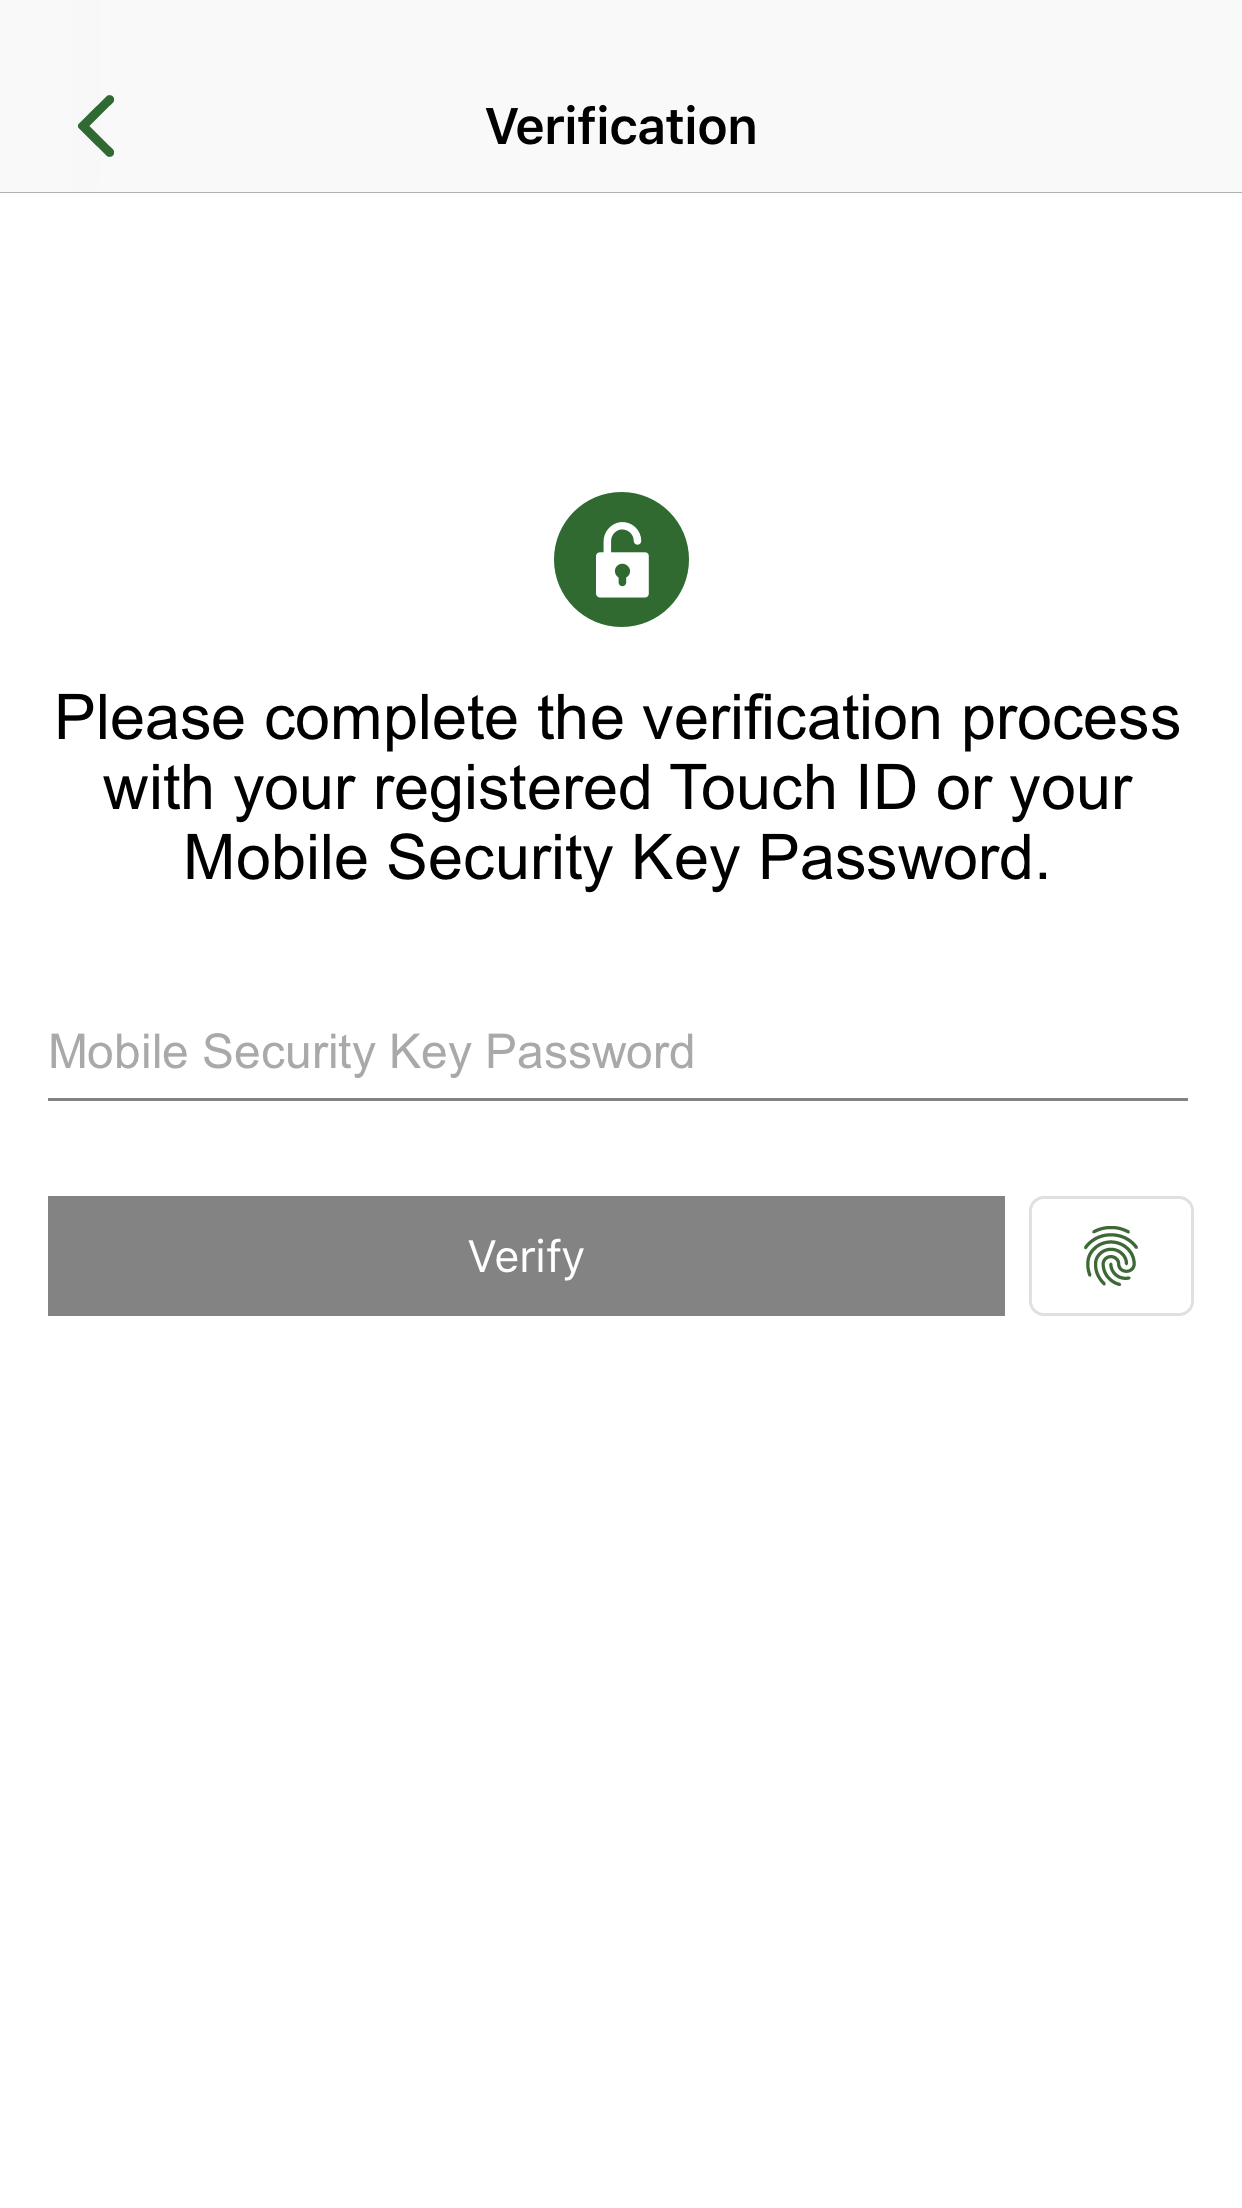 Verification
Please complete the verification process
with your registered Touch ID or your
Mobile Security Key Password.
Mobile Security Key Password
Verify